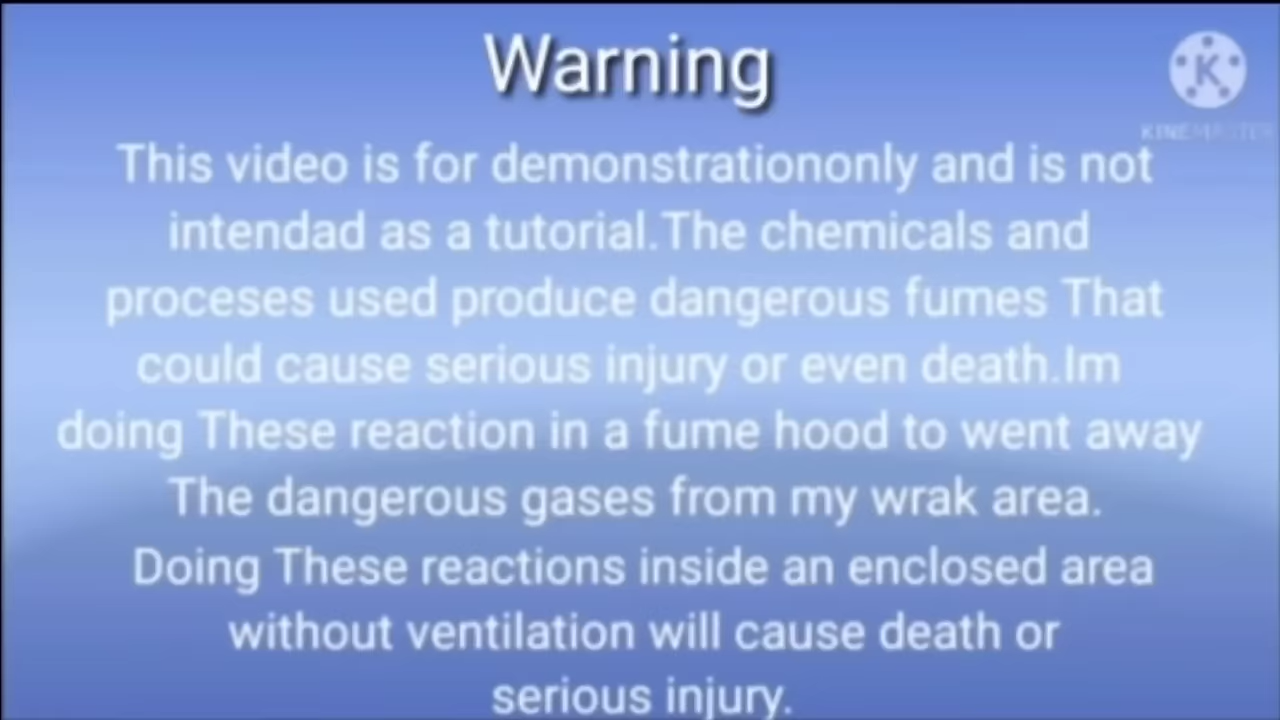 Warning
KINEMASTER
This video is for demonstrationonly and is not
intendad as a tutorial.The chemicals and
proceses used produce dangerous fumes That
could cause serious injury or even death.Im
doing These reaction in a fume hood to went away
The dangerous gases from my wrak area.
Doing These reactions inside an enclosed area
without ventilation will cause death or
serious injury.